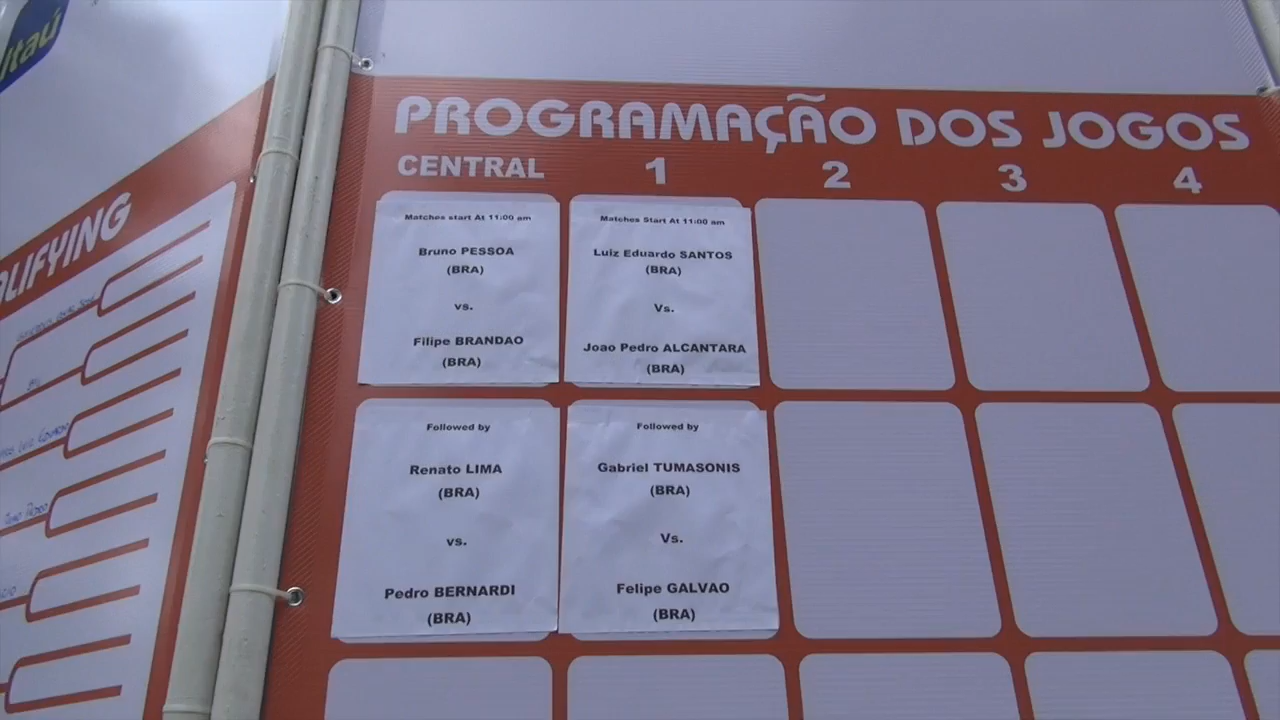 Itaú
PROGRAMAÇÃO DOS JOGOS
CENTRAL 1 2 3 4
Matches start At 11:00 am
Bruno PESSOA
(BRA)
vs.
Filipe BRANDAO
(BRA)
Matches Start At 11:00 am
Luiz Eduardo SANTOS
(BRA)
Vs.
Joao Pedro ALCANTARA
(BRA)
Followed by
Renato LIMA
(BRA)
vs.
Pedro BERNARDI
(BRA)
Followed by
Gabriel TUMASONIS
(BRA)
Vs.
Felipe GALVAO
(BRA)
ALIFYING